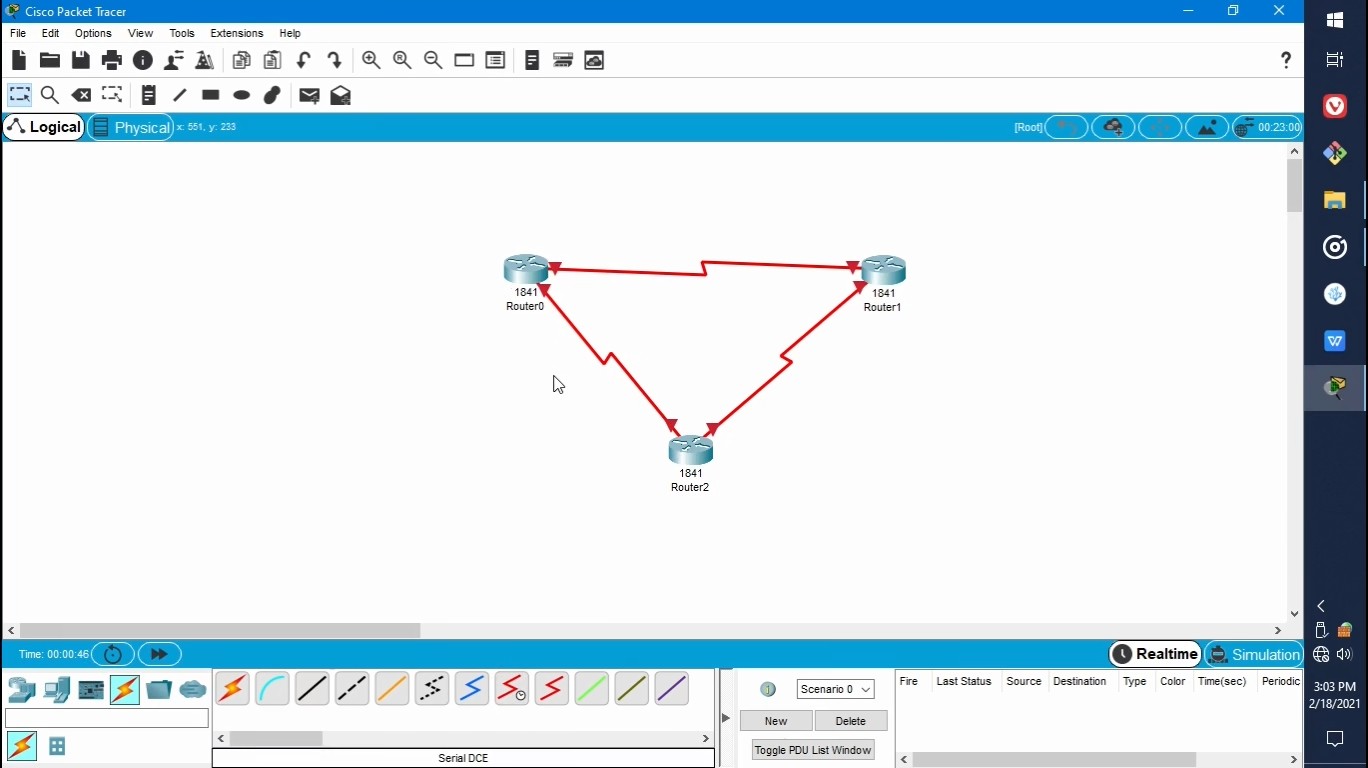 Cisco Packet Tracer
File Edit Options View Tools Extensions Help
Logical Physical x: 551, y: 233 [Root] 00:23:00
1841
Router0
1841
Router1
1841
Router2
Time: 00:00:46 Realtime Simulation
Scenario 0
New Delete
Toggle PDU List Window
Fire Last Status Source Destination Type Color Time(sec) Periodic
Serial DCE
3:03 PM
2/18/2021